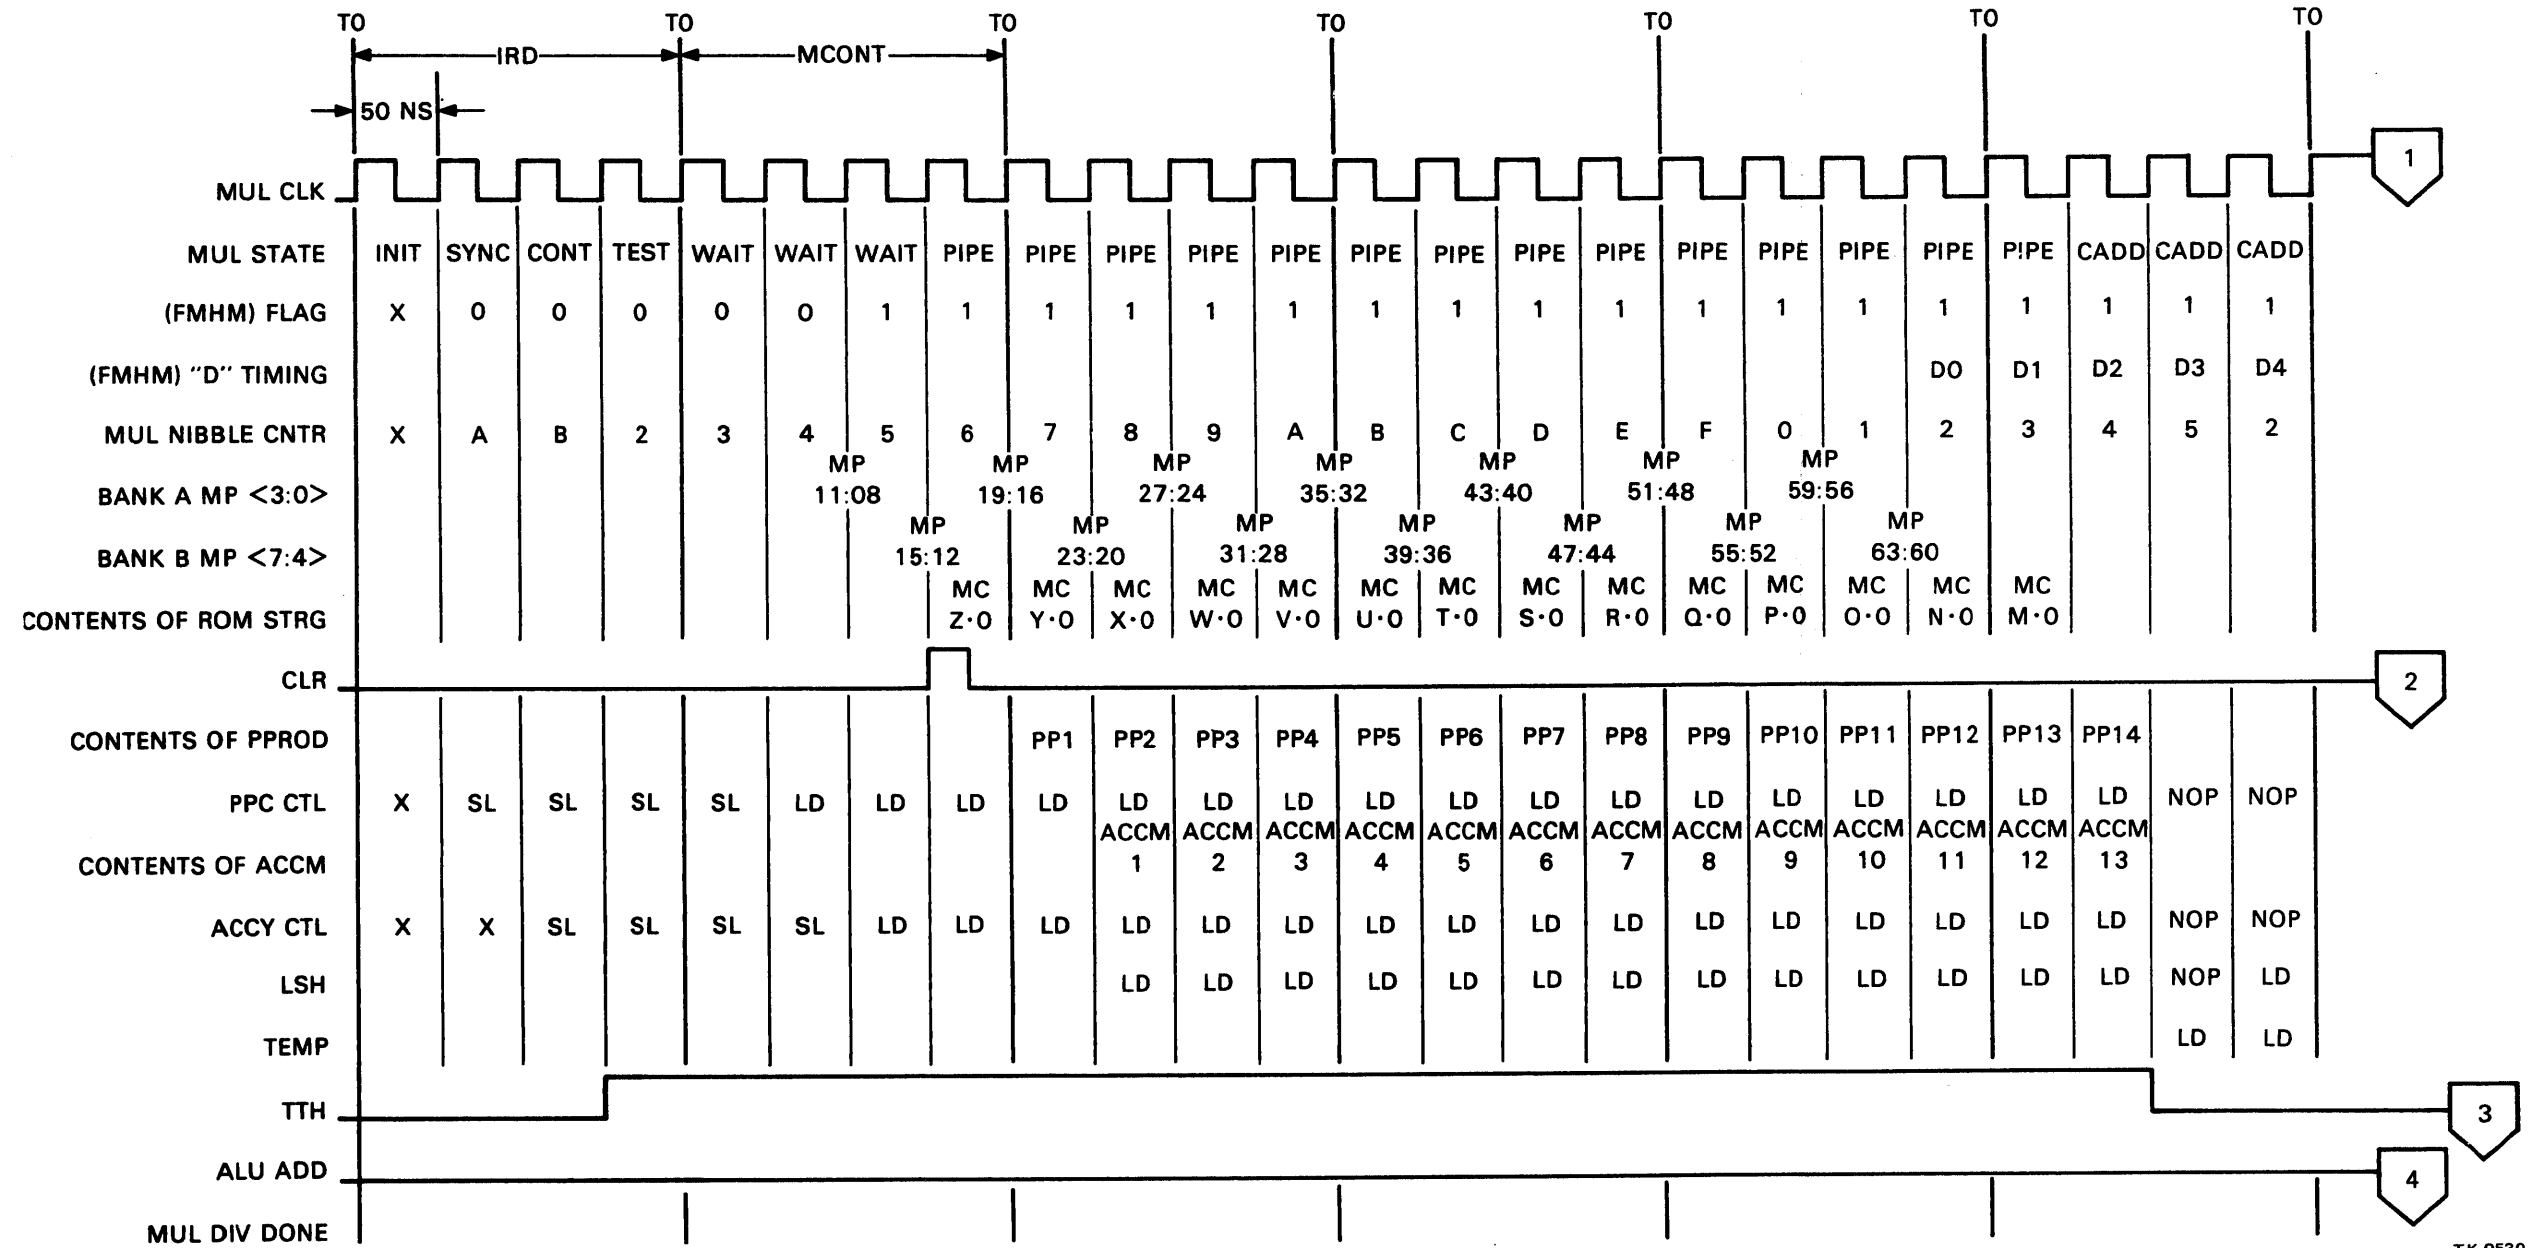 TO TO TO TO TO TO TO
IRD MCONT
50 NS
1
MUL CLK
MUL STATE INIT SYNC CONT TEST WAIT WAIT WAIT PIPE PIPE PIPE PIPE PIPE PIPE PIPE PIPE PIPE PIPE PIPE PIPE PIPE PIPE CADD CADD CADD
(FMHM) FLAG X 0 0 0 0 0 1 1 1 1 1 1 1 1 1 1 1 1 1 1 1 1 1 1
(FMHM) "D" TIMING D0 D1 D2 D3 D4
MUL NIBBLE CNTR X A B 2 3 4 5 6 7 8 9 A B C D E F 0 1 2 3 4 5 2
MP MP MP MP MP MP MP
BANK A MP <3:0> 11:08 19:16 27:24 35:32 43:40 51:48 59:56
MP MP MP MP MP MP MP
BANK B MP <7:4> 15:12 23:20 31:28 39:36 47:44 55:52 63:60
MC MC MC MC MC MC MC MC MC MC MC MC MC MC
CONTENTS OF ROM STRG Z·0 Y·0 X·0 W·0 V·0 U·0 T·0 S·0 R·0 Q·0 P·0 O·0 N·0 M·0
CLR 2
CONTENTS OF PPROD PP1 PP2 PP3 PP4 PP5 PP6 PP7 PP8 PP9 PP10 PP11 PP12 PP13 PP14
PPC CTL X SL SL SL SL LD LD LD LD LD LD LD LD LD LD LD LD LD LD LD LD LD NOP NOP
ACCM ACCM ACCM ACCM ACCM ACCM ACCM ACCM ACCM ACCM ACCM ACCM ACCM
CONTENTS OF ACCM 1 2 3 4 5 6 7 8 9 10 11 12 13
ACCY CTL X X SL SL SL SL LD LD LD LD LD LD LD LD LD LD LD LD LD LD LD LD NOP NOP
LSH LD LD LD LD LD LD LD LD LD LD LD LD LD NOP LD
TEMP LD LD
TTH 3
ALU ADD 4
MUL DIV DONE